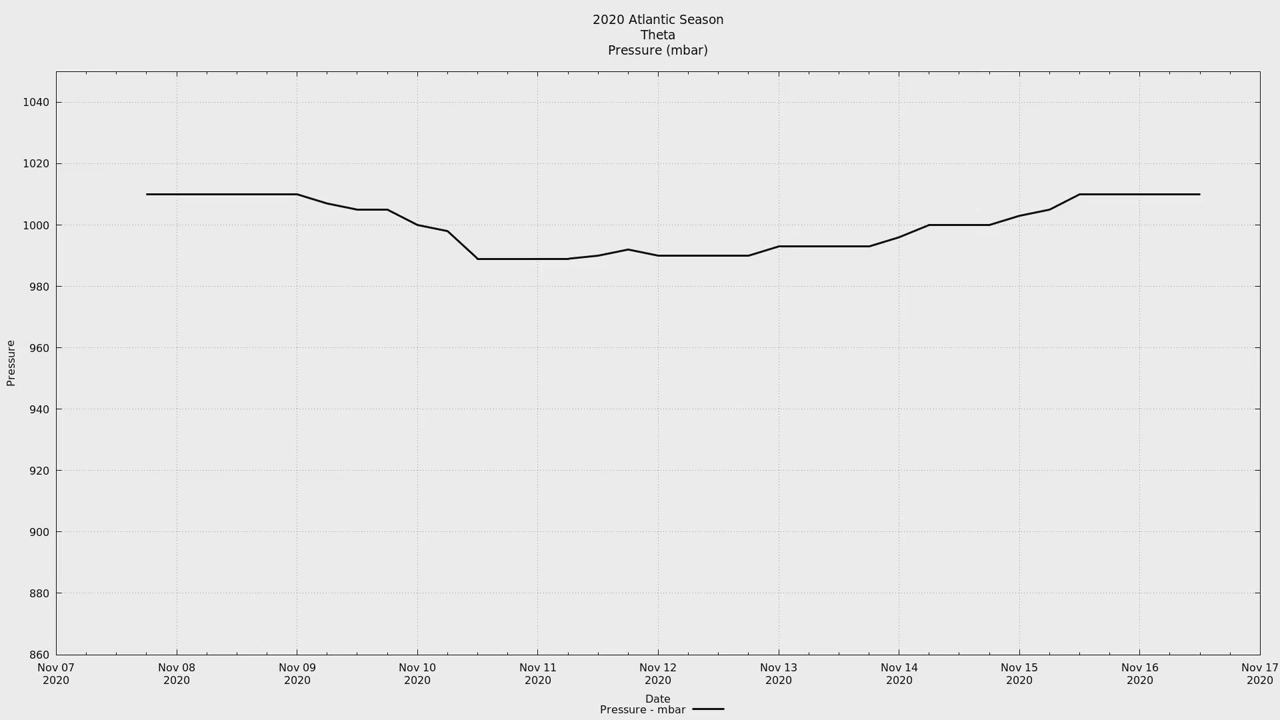 2020 Atlantic Season
Theta
Pressure (mbar)
1040
1020
1000
980
960
940
920
900
880
860
Pressure
Nov 07 Nov 08 Nov 09 Nov 10 Nov 11 Nov 12 Nov 13 Nov 14 Nov 15 Nov 16 Nov 17
2020 2020 2020 2020 2020 2020 2020 2020 2020 2020 2020
Date
Pressure - mbar